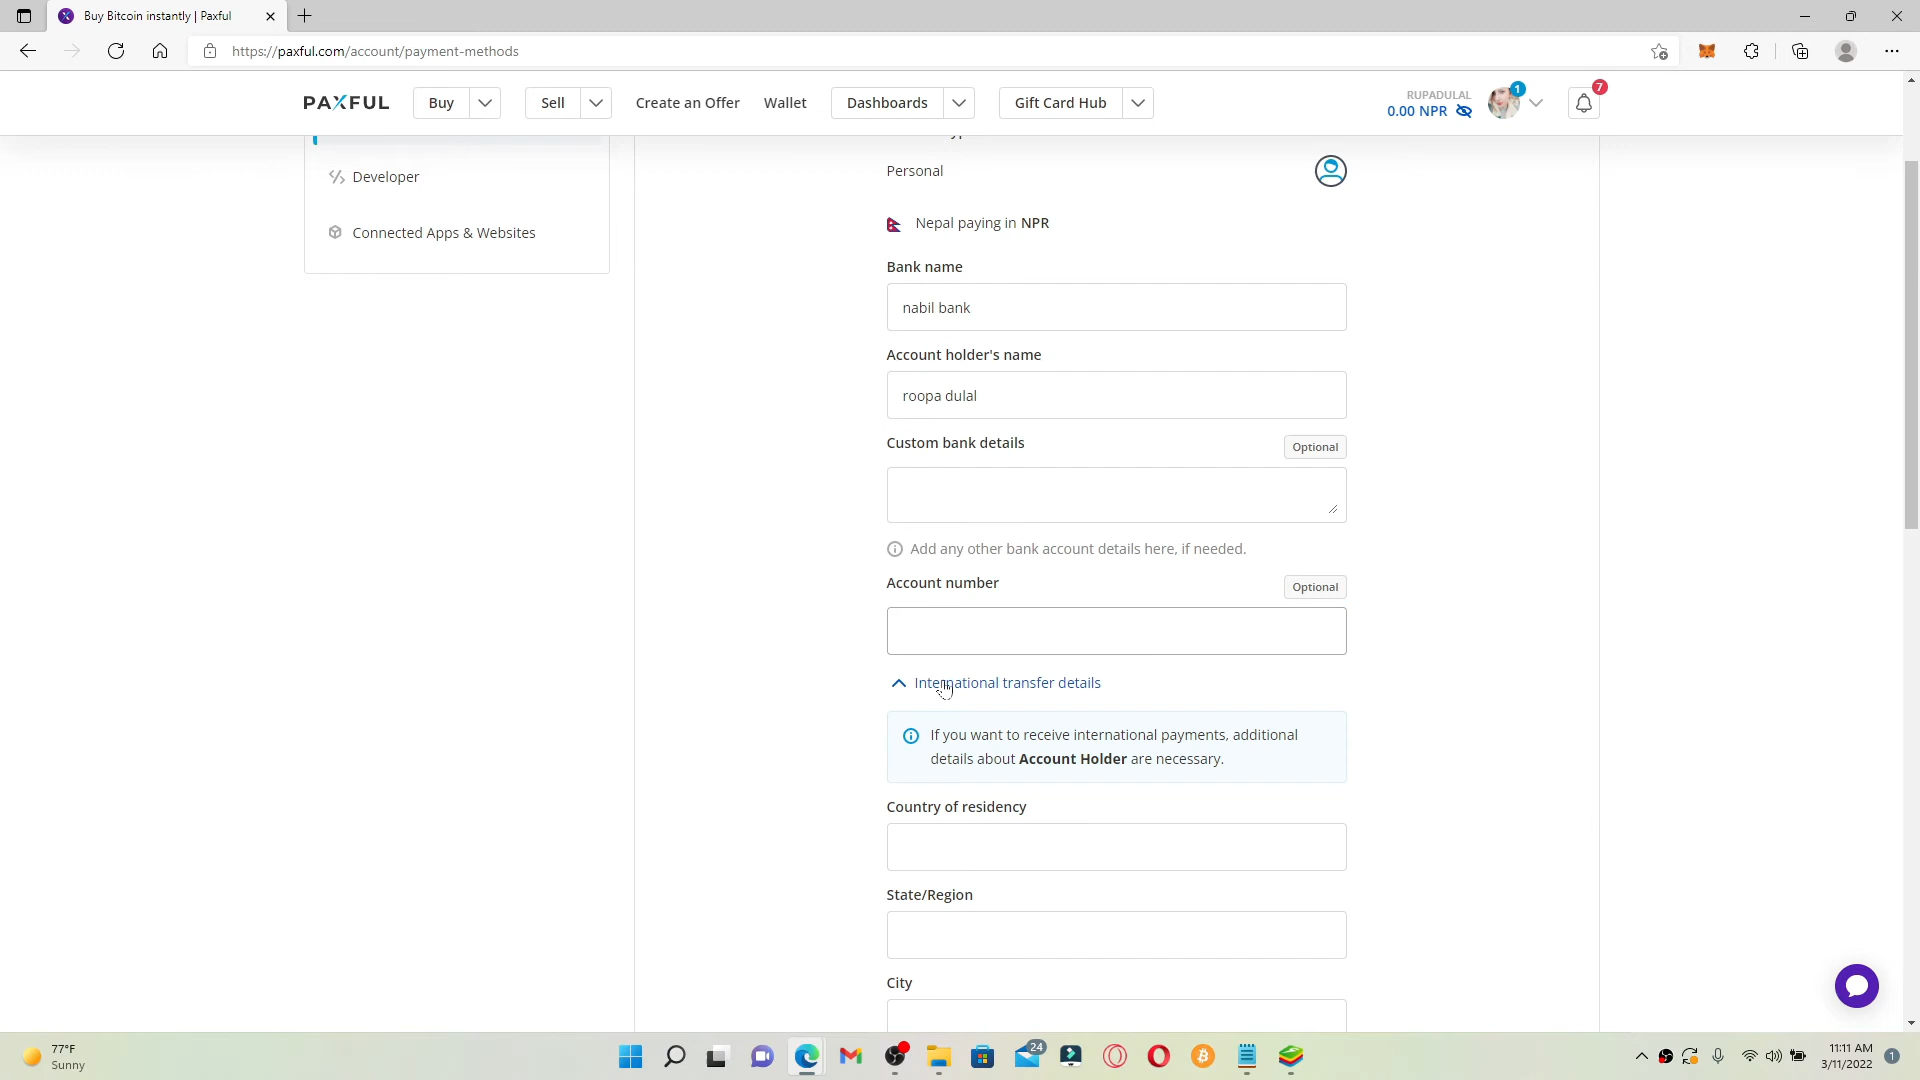 Buy Bitcoin instantly | Paxful
https://paxful.com/account/payment-methods
PAXFUL
Buy
Sell
Create an Offer
Wallet
Dashboards
Gift Card Hub
RUPADULAL
0.00 NPR
1
7
Developer
Connected Apps & Websites
Personal
Nepal paying in NPR
Bank name
nabil bank
Account holder's name
roopa dulal
Custom bank details
Optional
Add any other bank account details here, if needed.
Account number
Optional
International transfer details
If you want to receive international payments, additional
details about Account Holder are necessary.
Country of residency
State/Region
City
77°F
Sunny
24
11:11 AM
3/11/2022
1